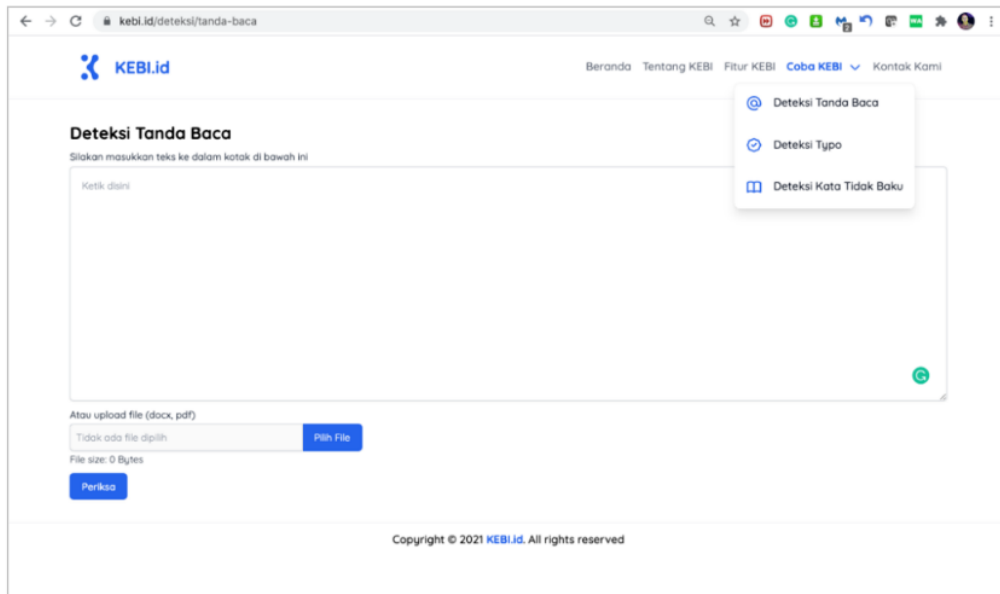 kebi.id/deteksi/tanda-baca
KEBI.id
Beranda Tentang KEBI Fitur KEBI Coba KEBI Kontak Kami
Deteksi Tanda Baca
Deteksi Typo
Deteksi Kata Tidak Baku
Deteksi Tanda Baca
Silakan masukkan teks ke dalam kotak di bawah ini
Ketik disini
Atau upload file (docx, pdf)
Tidak ada file dipilih Pilih File
File size: 0 Bytes
Periksa
Copyright © 2021 KEBI.id. All rights reserved